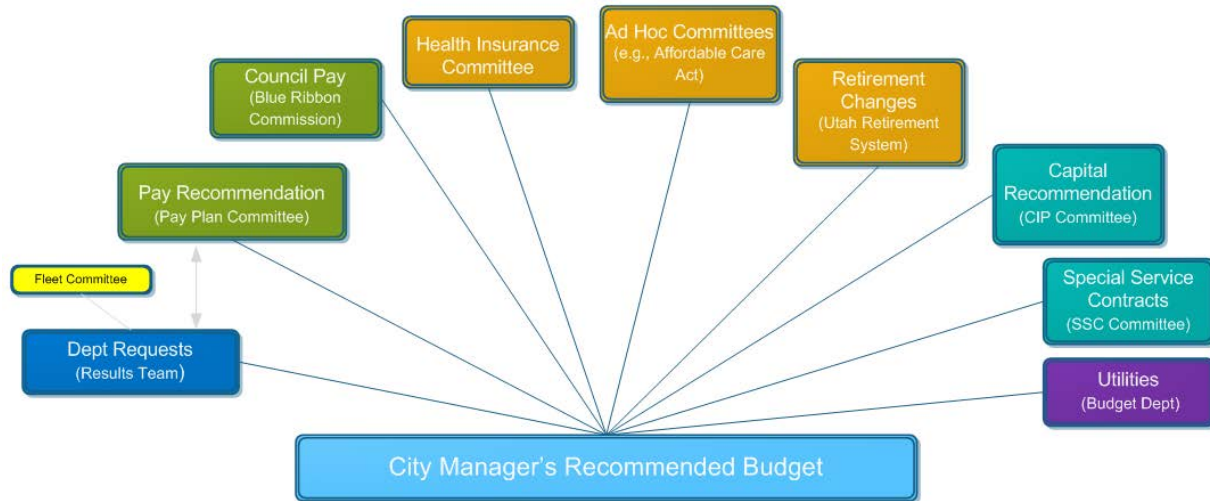 Ad Hoc Committees
(e.g., Affordable Care
Act)
Health Insurance
Committee
Council Pay
(Blue Ribbon
Commission)
Retirement
Changes
(Utah Retirement
System)
Pay Recommendation
(Pay Plan Committee)
Capital
Recommendation
(CIP Committee)
Fleet Committee
Special Service
Contracts
(SSC Committee)
Dept Requests
(Results Team)
Utilities
(Budget Dept)
City Manager's Recommended Budget